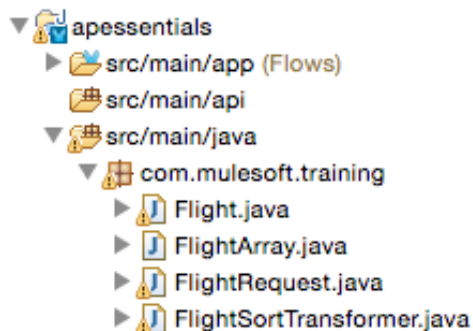 apessentials
src/main/app (Flows)
src/main/api
src/main/java
com.mulesoft.training
Flight.java
FlightArray.java
FlightRequest.java
FlightSortTransformer.java